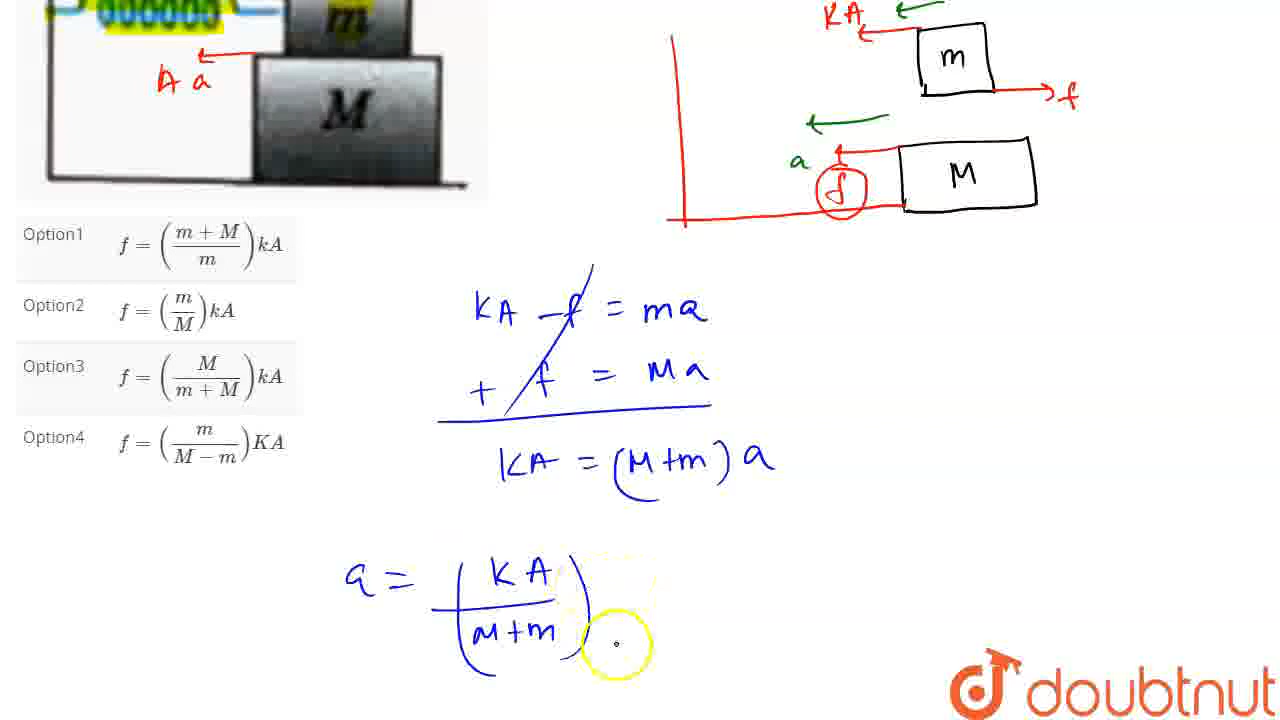 m
A a
M
KA
m
f
a
f
M
Option1 f = (m + M / m) kA
Option2 f = (m / M) kA
Option3 f = (M / m + M) kA
Option4 f = (m / M − m) KA
KA − f = ma
+ f = Ma
KA = (M+m) a
a = (KA / M+m)
doubtnut